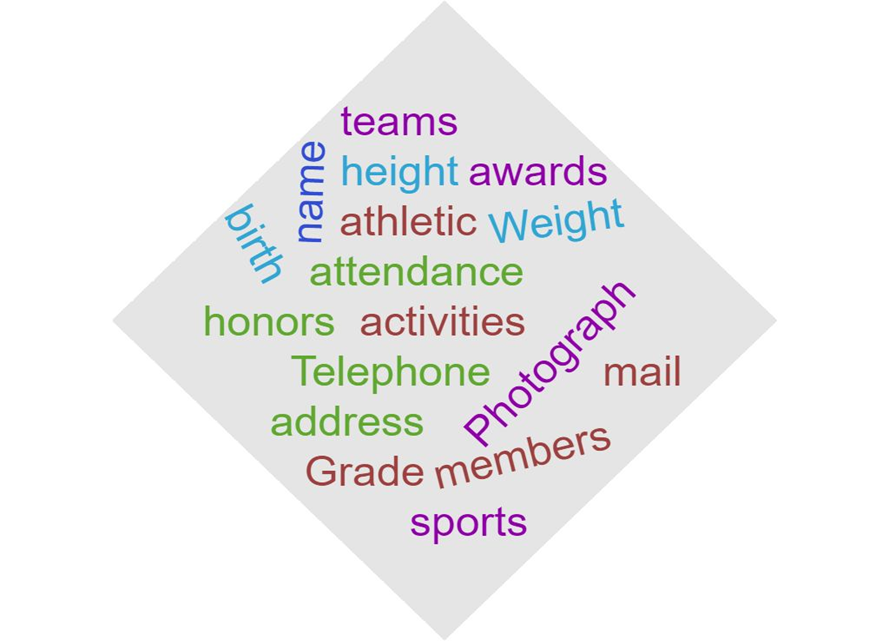 teams
name
height awards
birth
athletic Weight
attendance
honors activities
Photograph
Telephone
mail
address
Grade members
sports